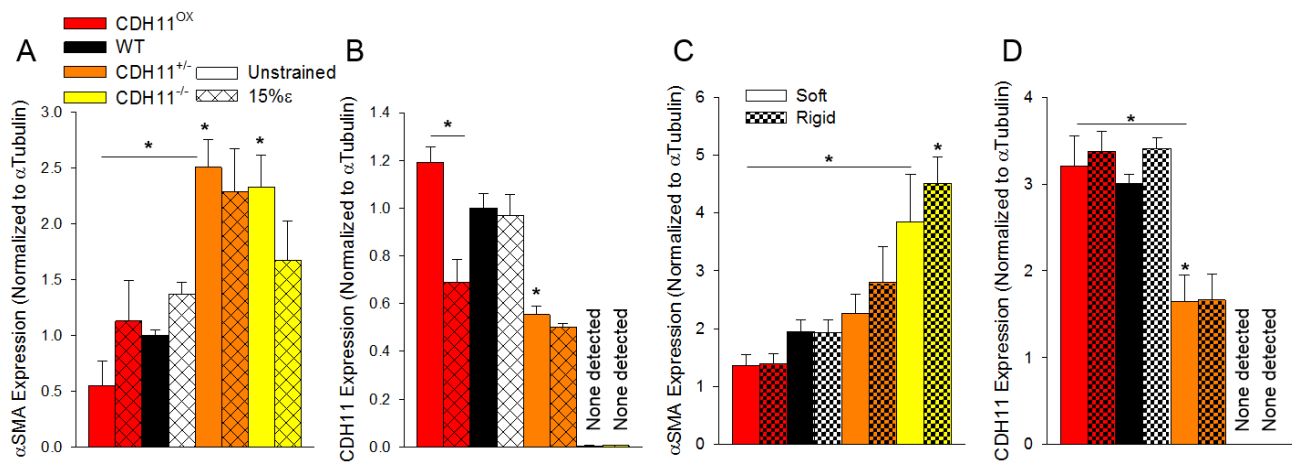 CDH11^OX
WT
CDH11^+/-
CDH11^-/-
Unstrained
15%ε
A
αSMA Expression (Normalized to αTubulin)
3.0
2.5
2.0
1.5
1.0
0.5
0.0
*
*
*
B
CDH11 Expression (Normalized to αTubulin)
1.4
1.2
1.0
0.8
0.6
0.4
0.2
0.0
*
*
None detected
None detected
C
αSMA Expression (Normalized to αTubulin)
6
5
4
3
2
1
0
Soft
Rigid
*
*
D
CDH11 Expression (Normalized to αTubulin)
4
3
2
1
0
*
*
None detected
None detected